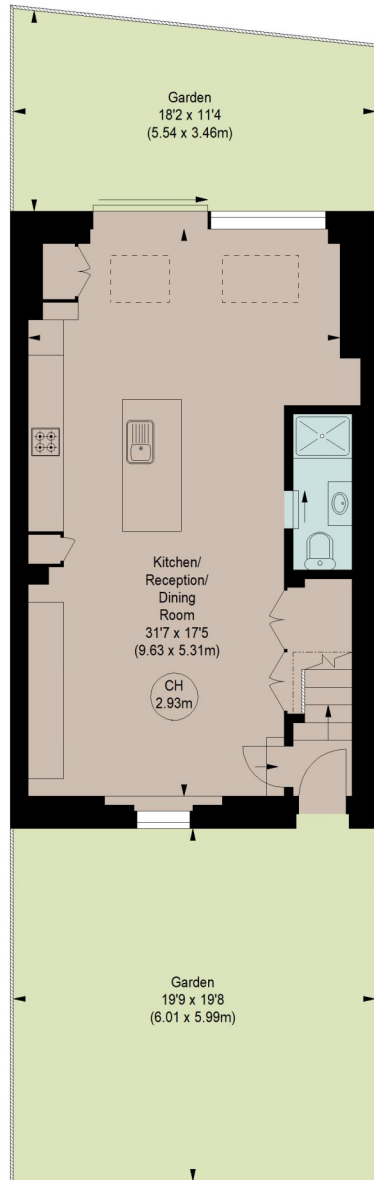 Garden
18'2 x 11'4
(5.54 x 3.46m)
Kitchen/
Reception/
Dining
Room
31'7 x 17'5
(9.63 x 5.31m)
CH
2.93m
Garden
19'9 x 19'8
(6.01 x 5.99m)